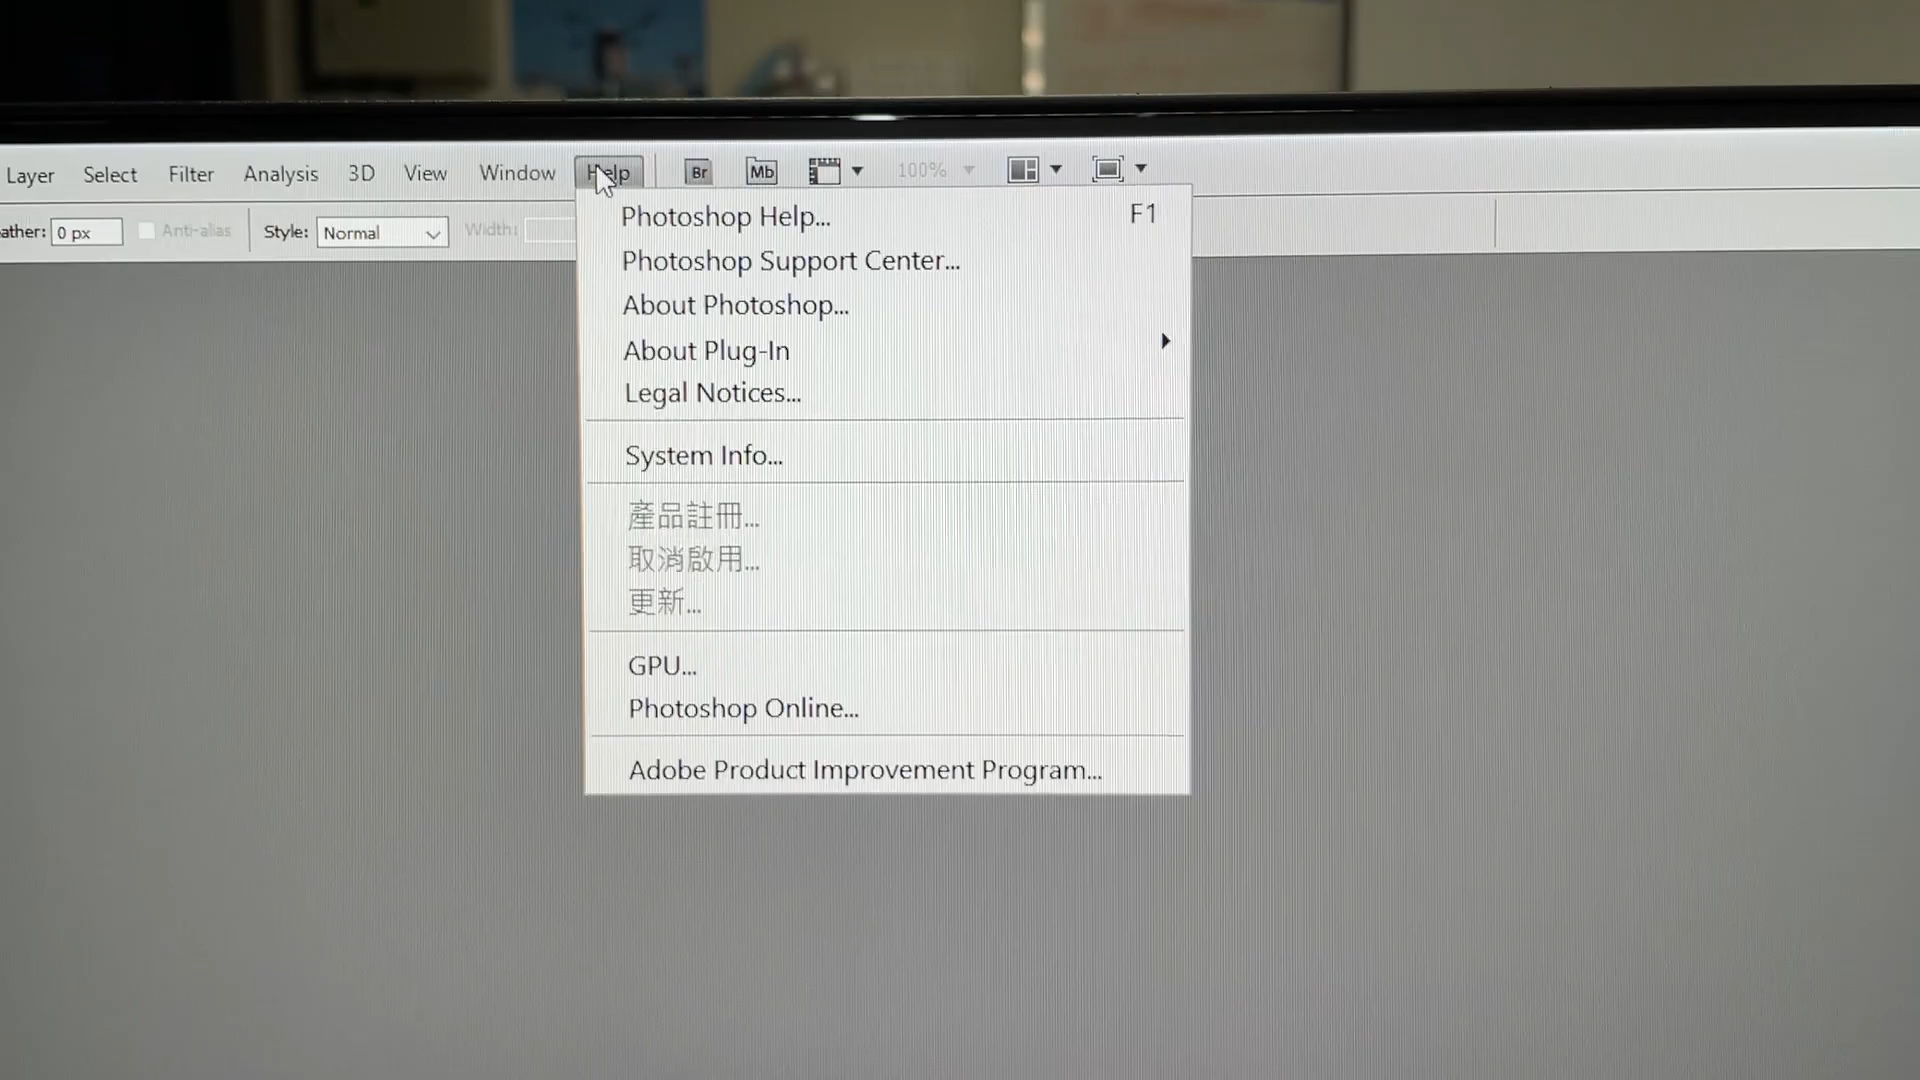 Layer Select Filter Analysis 3D View Window Help Br Mb 100%
ather: 0 px Anti-alias Style: Normal Width:
Photoshop Help... F1
Photoshop Support Center...
About Photoshop...
About Plug-In
Legal Notices...
System Info...
產品註冊...
取消啟用...
更新...
GPU...
Photoshop Online...
Adobe Product Improvement Program...